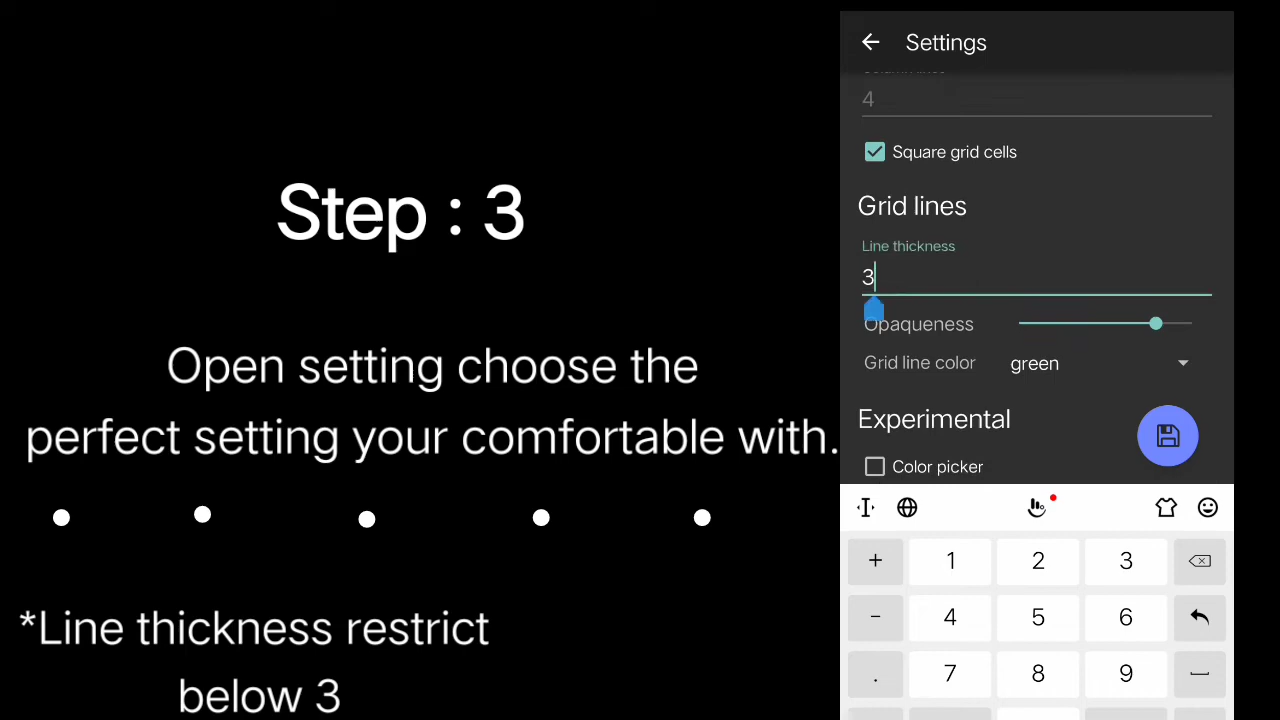 Step : 3
Open setting choose the
perfect setting your comfortable with.
*Line thickness restrict
below 3
Settings
4
Square grid cells
Grid lines
Line thickness
3
Opaqueness
Grid line color
green
Experimental
Color picker
+ 1 2 3
- 4 5 6
. 7 8 9